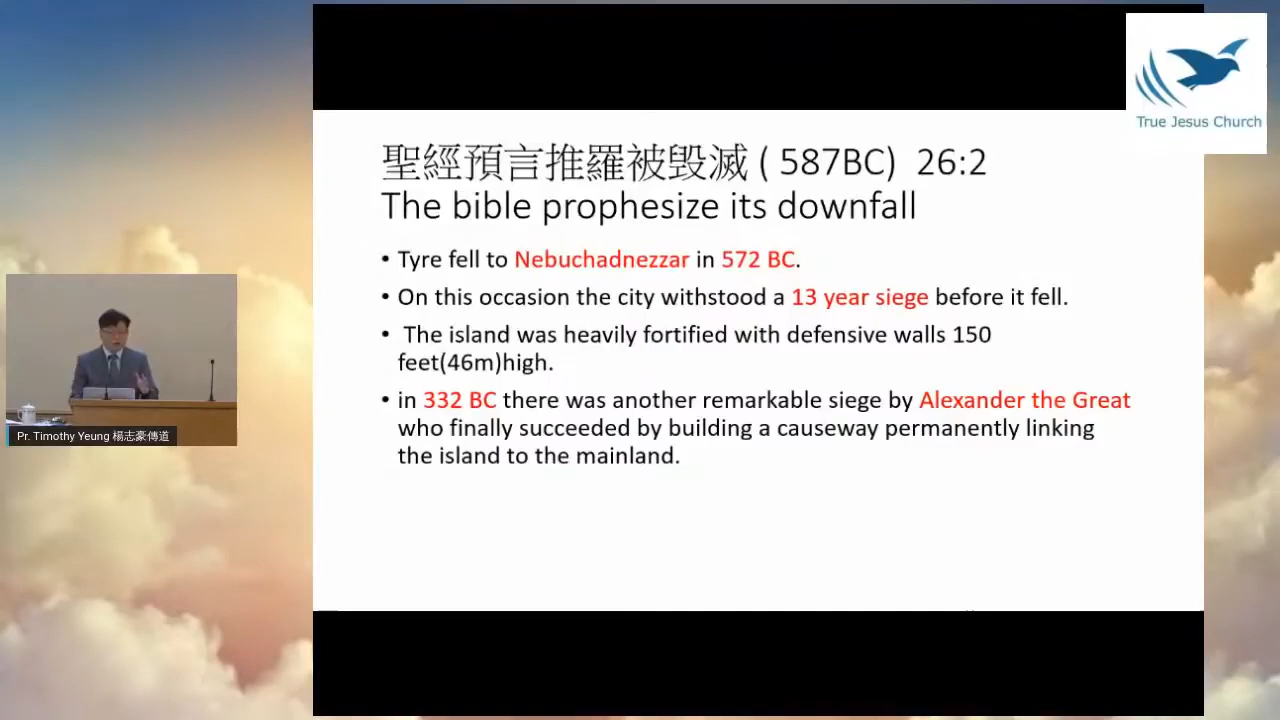 聖經預言推羅被毀滅 ( 587BC)  26:2
The bible prophesize its downfall
• Tyre fell to Nebuchadnezzar in 572 BC.
• On this occasion the city withstood a 13 year siege before it fell.
• The island was heavily fortified with defensive walls 150
feet(46m)high.
• in 332 BC there was another remarkable siege by Alexander the Great
who finally succeeded by building a causeway permanently linking
the island to the mainland.
True Jesus Church
Pr. Timothy Yeung 楊志豪傳道